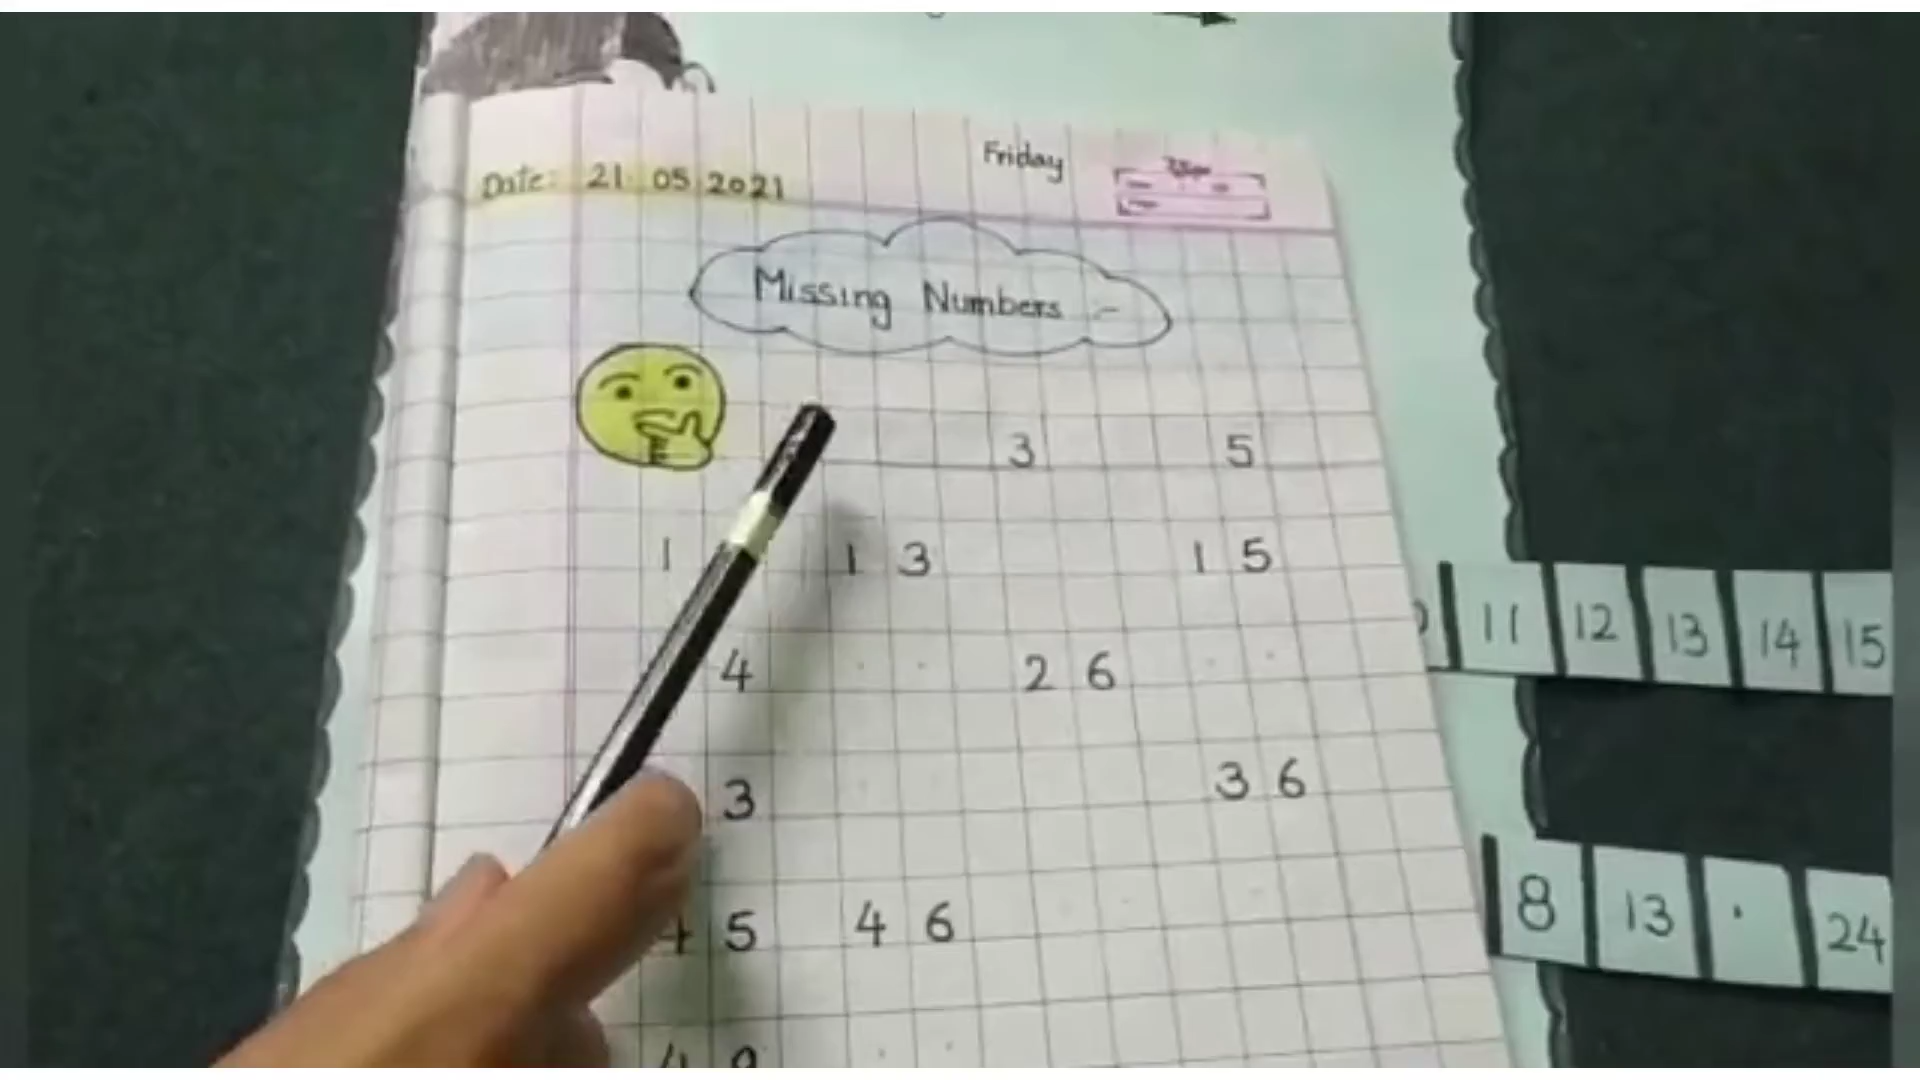 Friday
Date: 21 05 2021
Missing Numbers :-
3 5
1 13 15
4 26
3 36
45 46
11 12 13 14 15
8 13 24